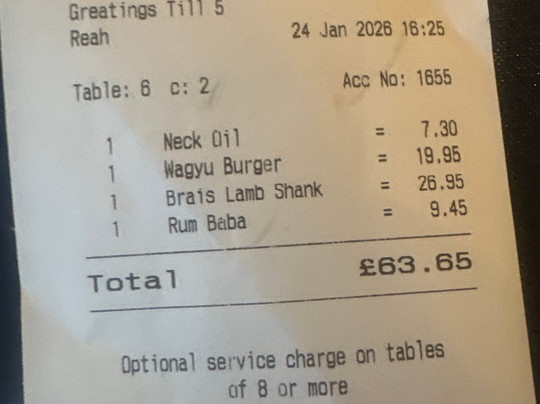 Greatings Till 5
Reah 24 Jan 2026 16:25
Table: 6 c: 2 Acc No: 1655
1 Neck Oil = 7.30
1 Wagyu Burger = 19.95
1 Brais Lamb Shank = 26.95
1 Rum Baba = 9.45
Total £63.65
Optional service charge on tables
of 8 or more